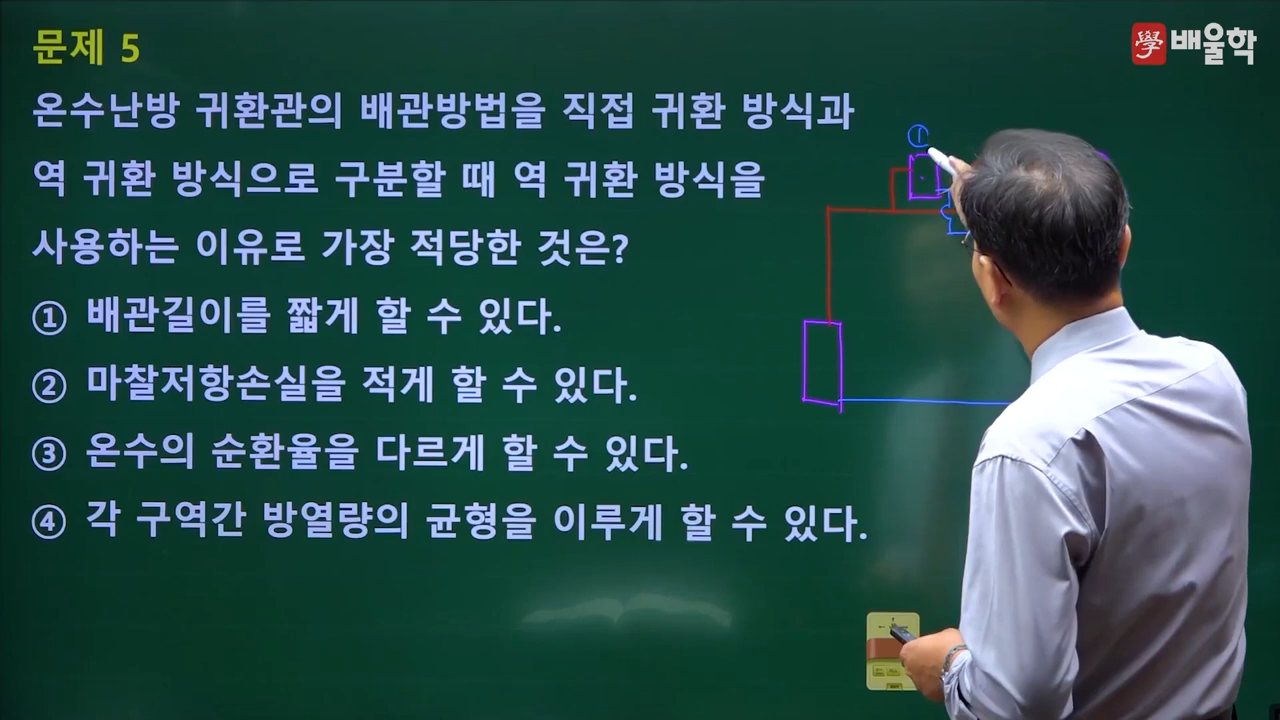 문제 5
學 배울학
온수난방 귀환관의 배관방법을 직접 귀환 방식과
역 귀환 방식으로 구분할 때 역 귀환 방식을
사용하는 이유로 가장 적당한 것은?
① 배관길이를 짧게 할 수 있다.
② 마찰저항손실을 적게 할 수 있다.
③ 온수의 순환율을 다르게 할 수 있다.
④ 각 구역간 방열량의 균형을 이루게 할 수 있다.
①